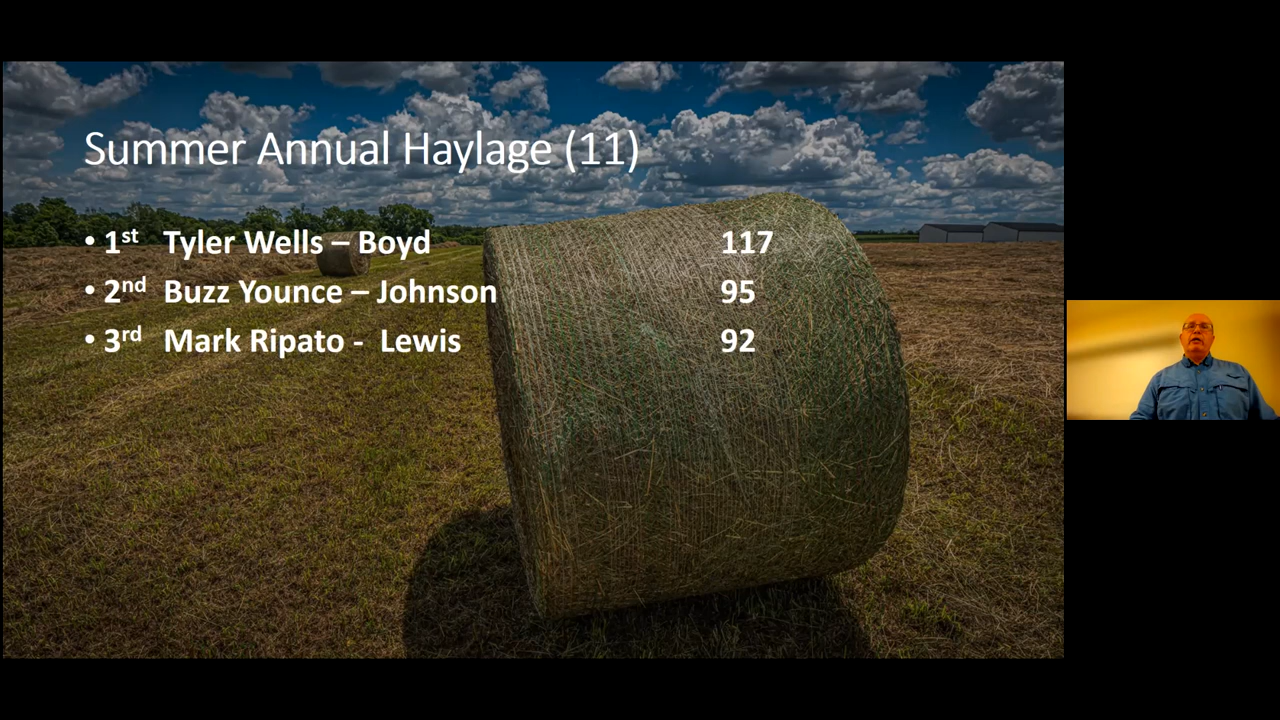 Summer Annual Haylage (11)
• 1st Tyler Wells – Boyd 117
• 2nd Buzz Younce – Johnson 95
• 3rd Mark Ripato - Lewis 92